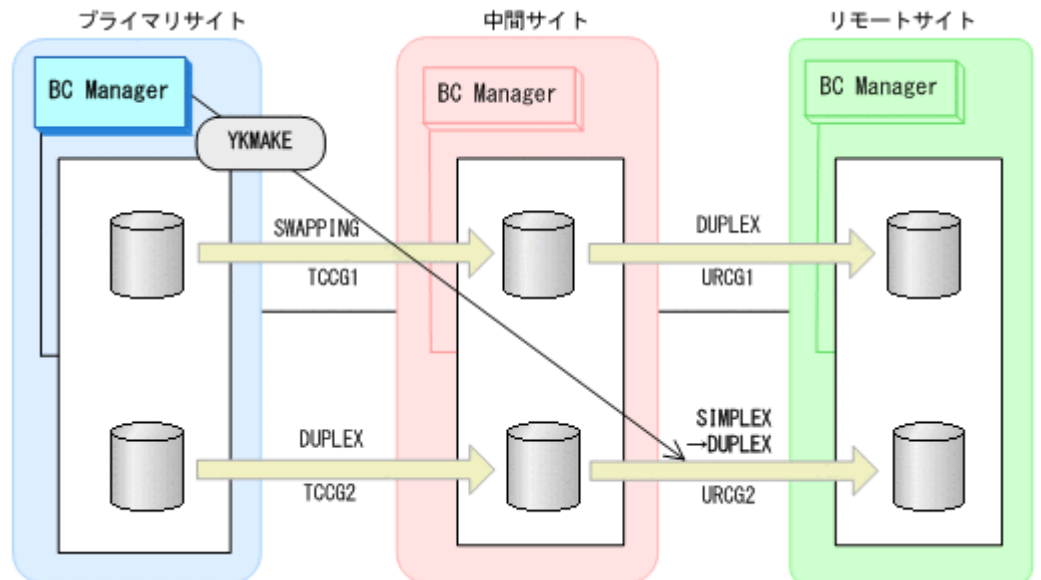 プライマリサイト
中間サイト
リモートサイト
BC Manager
BC Manager
BC Manager
YKMAKE
SWAPPING
TCCG1
DUPLEX
URCG1
DUPLEX
TCCG2
SIMPLEX
→DUPLEX
URCG2